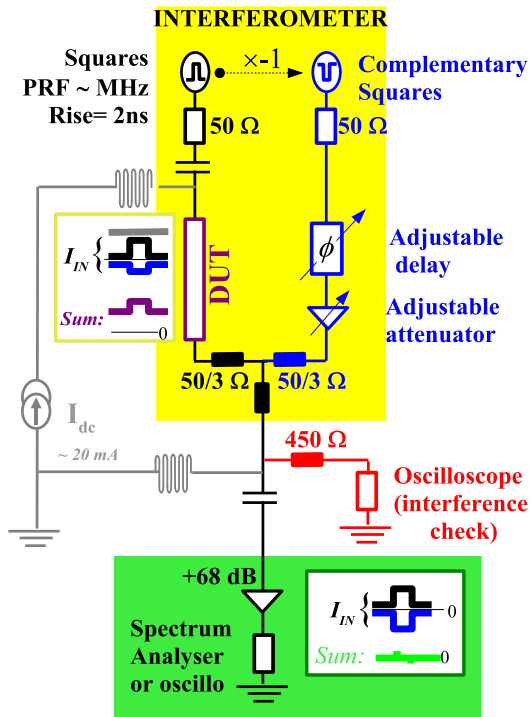 INTERFEROMETER
Squares
PRF ~ MHz
Rise= 2ns
×-1
Complementary
Squares
50 Ω
50 Ω
I_IN {
Sum:
0
DUT
ϕ
Adjustable
delay
Adjustable
attenuator
50/3 Ω
50/3 Ω
I_dc
~ 20 mA
450 Ω
Oscilloscope
(interference
check)
+68 dB
Spectrum
Analyser
or oscillo
I_IN {
0
Sum:
0